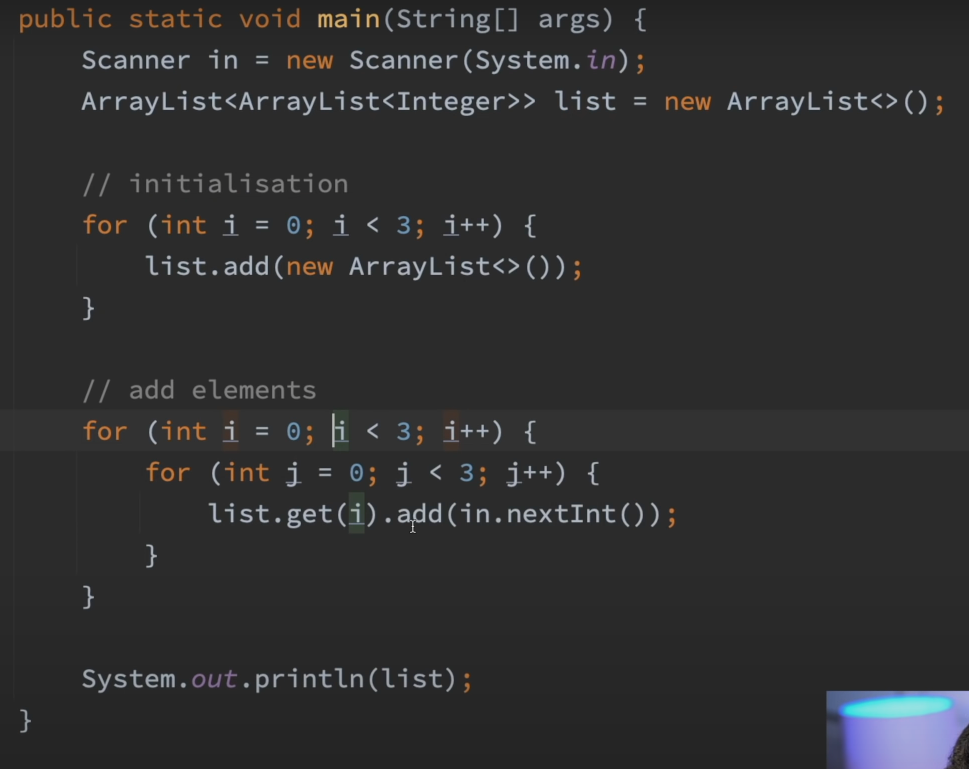 public static void main(String[] args) {
    Scanner in = new Scanner(System.in);
    ArrayList<ArrayList<Integer>> list = new ArrayList<>();

    // initialisation
    for (int i = 0; i < 3; i++) {
        list.add(new ArrayList<>());
    }

    // add elements
    for (int i = 0; i < 3; i++) {
        for (int j = 0; j < 3; j++) {
            list.get(i).add(in.nextInt());
        }
    }

    System.out.println(list);
}